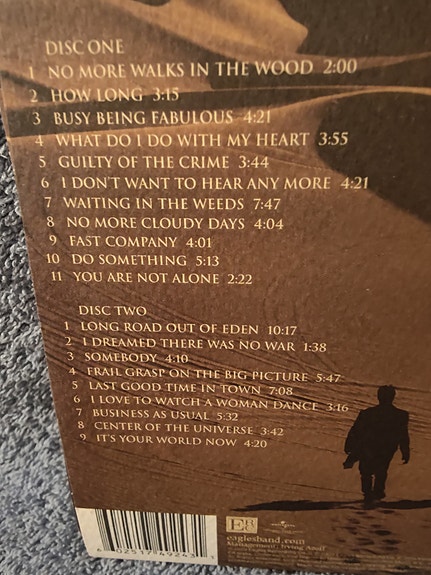 DISC ONE
1 NO MORE WALKS IN THE WOOD 2:00
2 HOW LONG 3:15
3 BUSY BEING FABULOUS 4:21
4 WHAT DO I DO WITH MY HEART 3:55
5 GUILTY OF THE CRIME 3:44
6 I DON'T WANT TO HEAR ANY MORE 4:21
7 WAITING IN THE WEEDS 7:47
8 NO MORE CLOUDY DAYS 4:04
9 FAST COMPANY 4:01
10 DO SOMETHING 5:13
11 YOU ARE NOT ALONE 2:22
DISC TWO
1 LONG ROAD OUT OF EDEN 10:17
2 I DREAMED THERE WAS NO WAR 1:38
3 SOMEBODY 4:10
4 FRAIL GRASP ON THE BIG PICTURE 5:47
5 LAST GOOD TIME IN TOWN 7:08
6 I LOVE TO WATCH A WOMAN DANCE 3:16
7 BUSINESS AS USUAL 5:32
8 CENTER OF THE UNIVERSE 3:42
9 IT'S YOUR WORLD NOW 4:20
eaglesband.com
Management: Irving Azoff
6 02517 49243